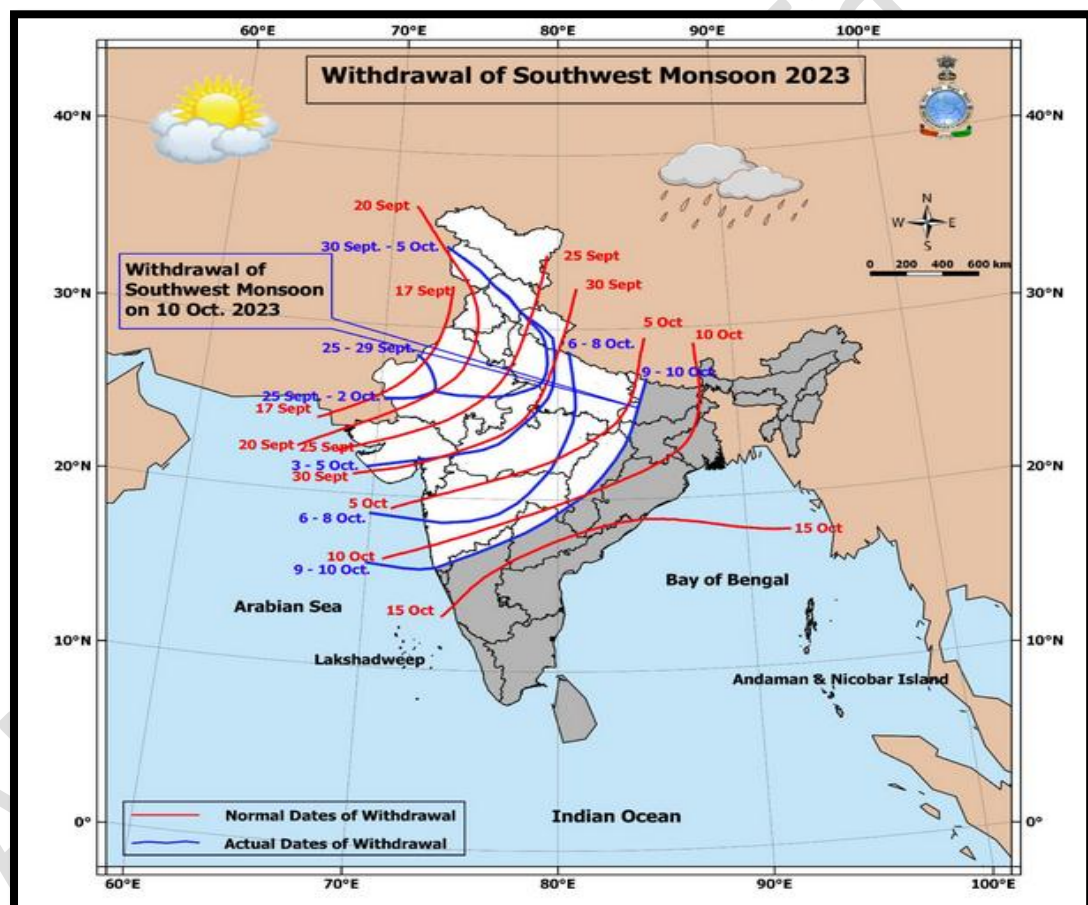 60°E
70°E
80°E
90°E
100°E
Withdrawal of Southwest Monsoon 2023
40°N
40°N
N
W E
S
0 200 400 600 km
20 Sept
30 Sept. - 5 Oct.
25 Sept
Withdrawal of
Southwest Monsoon
on 10 Oct. 2023
17 Sept
30 Sept
30°N
30°N
5 Oct
10 Oct
25 - 29 Sept.
6 - 8 Oct.
9 - 10 Oct.
25 Sept. - 2 Oct.
17 Sept
20 Sept
25 Sept
3 - 5 Oct.
30 Sept
20°N
20°N
5 Oct
6 - 8 Oct.
15 Oct
10 Oct
9 - 10 Oct.
Bay of Bengal
Arabian Sea
15 Oct
10°N
10°N
Lakshadweep
Andaman & Nicobar Island
Normal Dates of Withdrawal
Actual Dates of Withdrawal
Indian Ocean
0°
0°
60°E
70°E
80°E
90°E
100°E